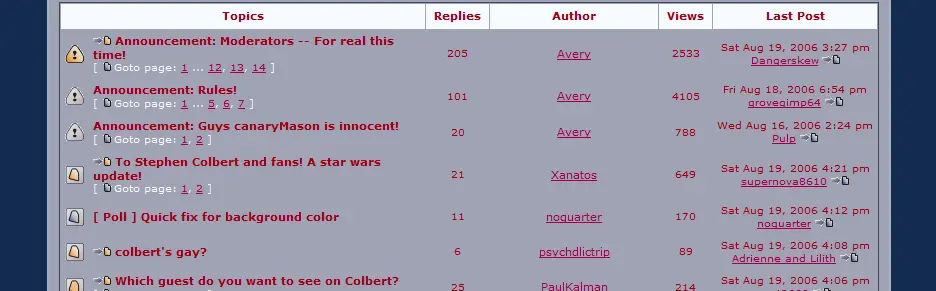 Topics Replies Author Views Last Post
Announcement: Moderators -- For real this time!
[ Goto page: 1 ... 12, 13, 14 ]
205 Avery 2533
Sat Aug 19, 2006 3:27 pm
Dangerskew
Announcement: Rules!
[ Goto page: 1 ... 5, 6, 7 ]
101 Avery 4105
Fri Aug 18, 2006 6:54 pm
grovegimp64
Announcement: Guys canaryMason is innocent!
[ Goto page: 1, 2 ]
20 Avery 788
Wed Aug 16, 2006 2:24 pm
Pulp
To Stephen Colbert and fans! A star wars
update!
[ Goto page: 1, 2 ]
21 Xanatos 649
Sat Aug 19, 2006 4:21 pm
supernova8610
[ Poll ] Quick fix for background color
11 noquarter 170
Sat Aug 19, 2006 4:12 pm
noquarter
colbert's gay?
6 psychdlictrip 89
Sat Aug 19, 2006 4:08 pm
Adrienne and Lilith
Which guest do you want to see on Colbert?
25 PaulKalman 214
Sat Aug 19, 2006 4:06 pm